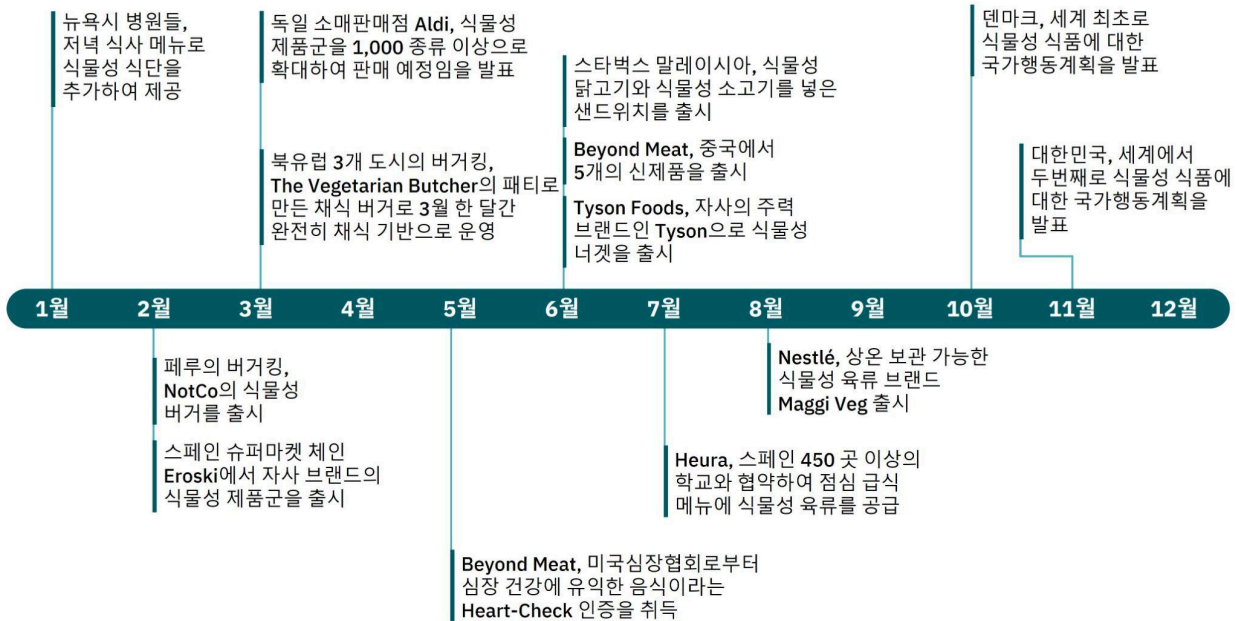 뉴욕시 병원들,
저녁 식사 메뉴로
식물성 식단을
추가하여 제공
독일 소매판매점 Aldi, 식물성
제품군을 1,000 종류 이상으로
확대하여 판매 예정임을 발표
북유럽 3개 도시의 버거킹,
The Vegetarian Butcher의 패티로
만든 채식 버거로 3월 한 달간
완전히 채식 기반으로 운영
스타벅스 말레이시아, 식물성
닭고기와 식물성 소고기를 넣은
샌드위치를 출시
Beyond Meat, 중국에서
5개의 신제품을 출시
Tyson Foods, 자사의 주력
브랜드인 Tyson으로 식물성
너겟을 출시
덴마크, 세계 최초로
식물성 식품에 대한
국가행동계획을 발표
대한민국, 세계에서
두번째로 식물성 식품에
대한 국가행동계획을
발표
1월 2월 3월 4월 5월 6월 7월 8월 9월 10월 11월 12월
페루의 버거킹,
NotCo의 식물성
버거를 출시
스페인 슈퍼마켓 체인
Eroski에서 자사 브랜드의
식물성 제품군을 출시
Beyond Meat, 미국심장협회로부터
심장 건강에 유익한 음식이라는
Heart-Check 인증을 취득
Heura, 스페인 450 곳 이상의
학교와 협약하여 점심 급식
메뉴에 식물성 육류를 공급
Nestlé, 상온 보관 가능한
식물성 육류 브랜드
Maggi Veg 출시